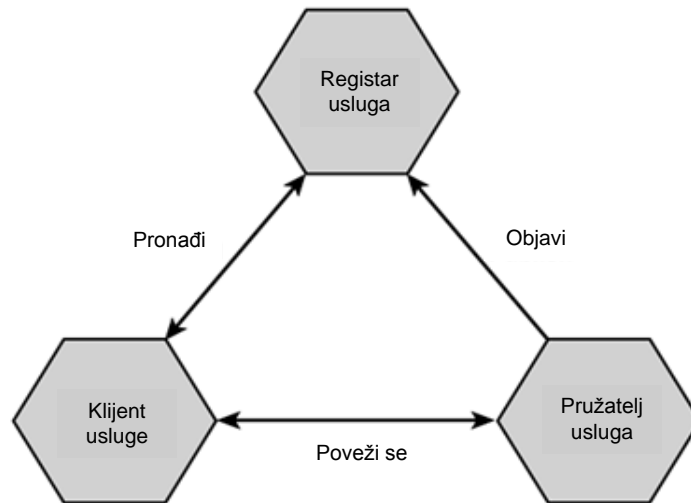 Registar
usluga
Pronađi
Objavi
Klijent
usluge
Poveži se
Pružatelj
usluga